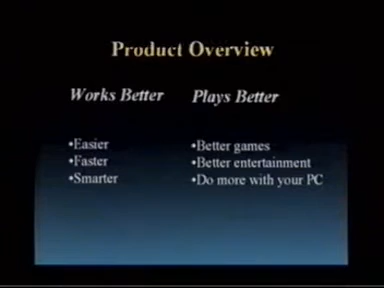 Product Overview
Works Better
•Easier
•Faster
•Smarter
Plays Better
•Better games
•Better entertainment
•Do more with your PC